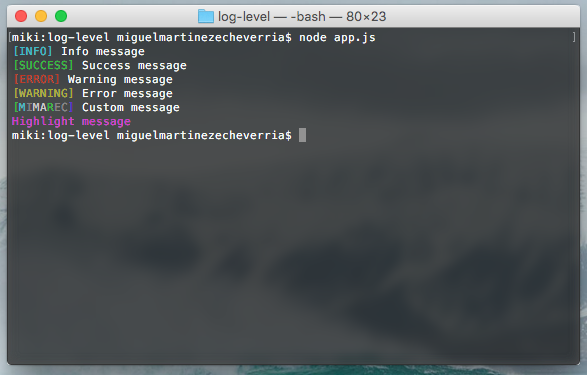 log-level — -bash — 80×23
[miki:log-level miguelmartinezecheverria$ node app.js ]
[INFO] Info message
[SUCCESS] Success message
[ERROR] Warning message
[WARNING] Error message
[MIMAREC] Custom message
Highlight message
miki:log-level miguelmartinezecheverria$